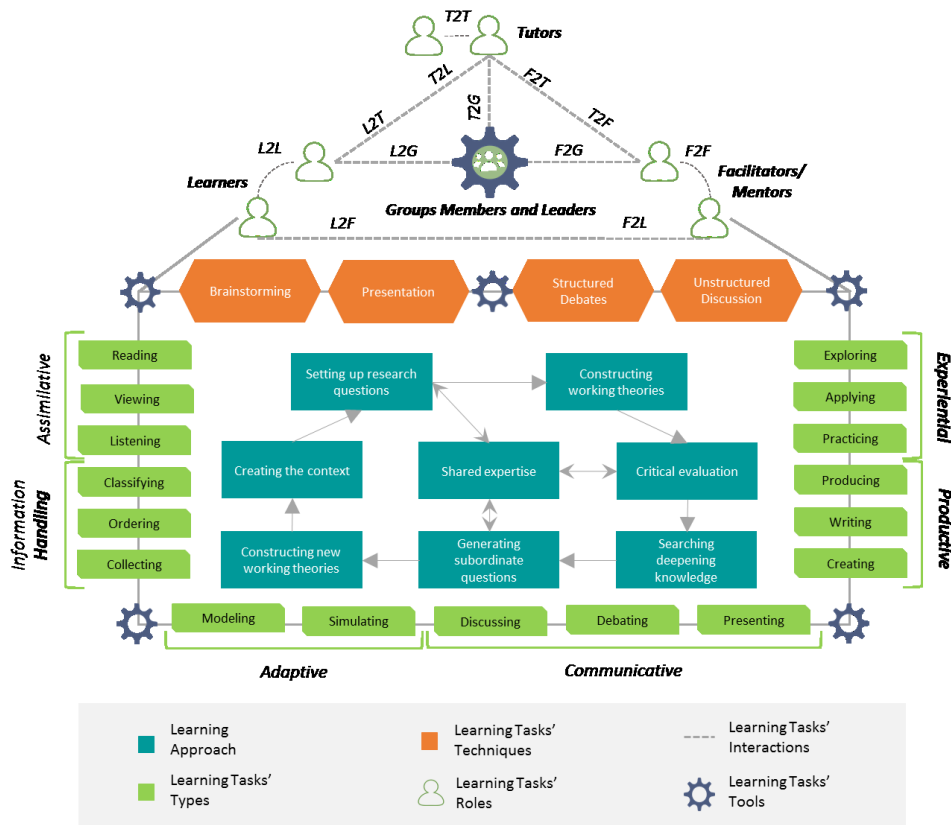 T2T
Tutors
T2L
F2T
L2T
T2G
T2F
L2L
L2G
F2G
F2F
Learners
Facilitators/
Mentors
Groups Members and Leaders
L2F
F2L
Brainstorming
Presentation
Structured
Debates
Unstructured
Discussion
Assimilative
Reading
Viewing
Listening
Information
Handling
Classifying
Ordering
Collecting
Setting up research
questions
Constructing
working theories
Creating the context
Shared expertise
Critical evaluation
Constructing new
working theories
Generating
subordinate
questions
Searching
deepening
knowledge
Exploring
Applying
Practicing
Experiential
Producing
Writing
Creating
Productive
Modeling
Simulating
Discussing
Debating
Presenting
Adaptive
Communicative
Learning
Approach
Learning Tasks'
Techniques
Learning Tasks'
Interactions
Learning Tasks'
Types
Learning Tasks'
Roles
Learning Tasks'
Tools